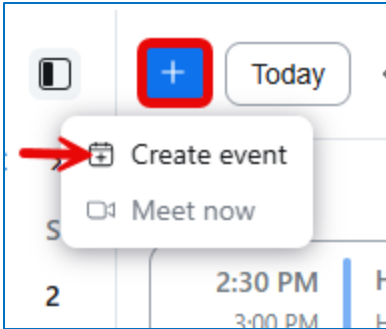 + Today
Create event
Meet now
S
2
2:30 PM H
3:00 PM H